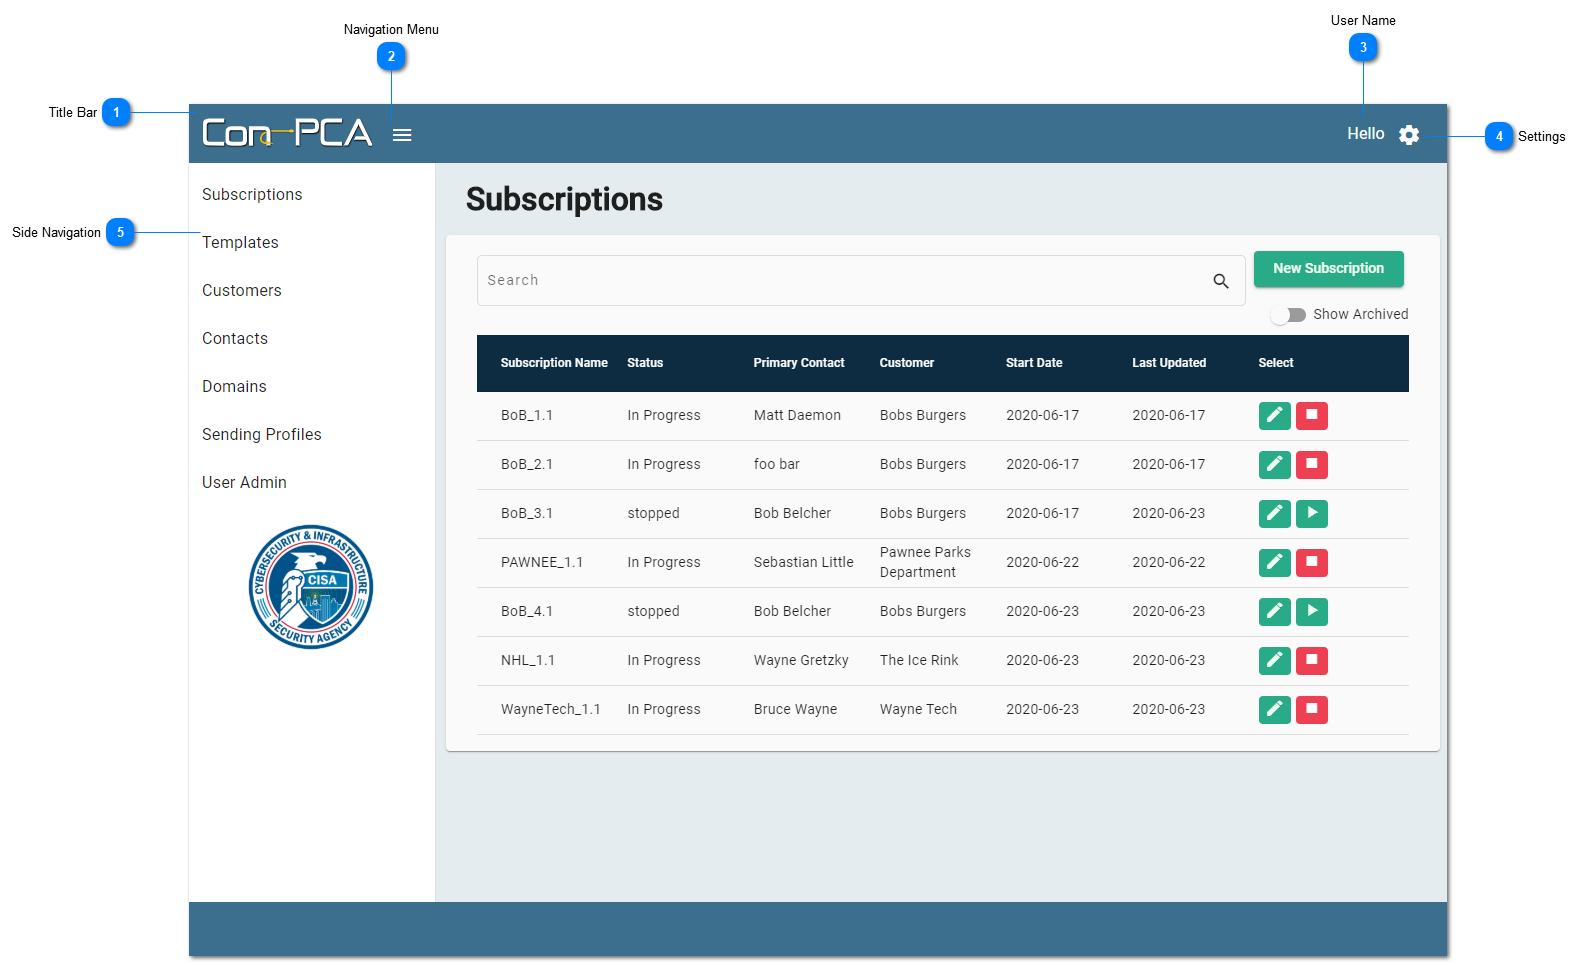 Navigation Menu
2
User Name
3
Title Bar 1
Con-PCA
Hello
4 Settings
Side Navigation 5
Subscriptions
Templates
Customers
Contacts
Domains
Sending Profiles
User Admin
CYBERSECURITY & INFRASTRUCTURE
CISA
SECURITY AGENCY
Subscriptions
Search
New Subscription
Show Archived
Subscription Name Status Primary Contact Customer Start Date Last Updated Select
BoB_1.1 In Progress Matt Daemon Bobs Burgers 2020-06-17 2020-06-17
BoB_2.1 In Progress foo bar Bobs Burgers 2020-06-17 2020-06-17
BoB_3.1 stopped Bob Belcher Bobs Burgers 2020-06-17 2020-06-23
PAWNEE_1.1 In Progress Sebastian Little Pawnee Parks Department 2020-06-22 2020-06-22
BoB_4.1 stopped Bob Belcher Bobs Burgers 2020-06-23 2020-06-23
NHL_1.1 In Progress Wayne Gretzky The Ice Rink 2020-06-23 2020-06-23
WayneTech_1.1 In Progress Bruce Wayne Wayne Tech 2020-06-23 2020-06-23